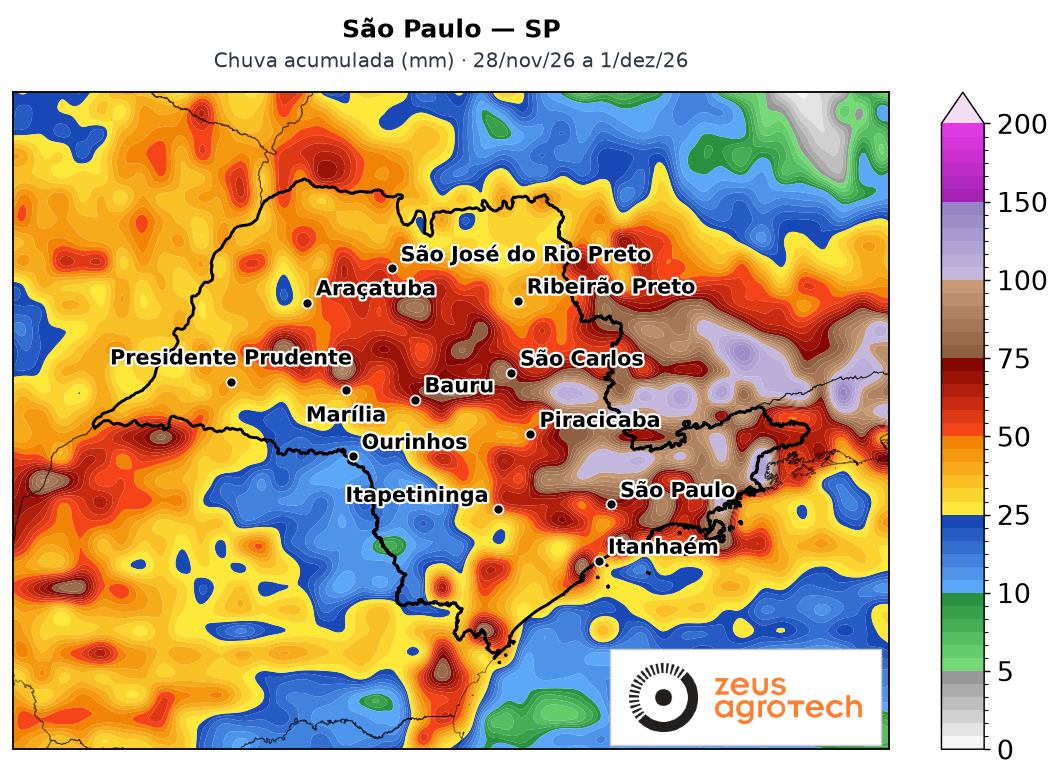 São Paulo — SP
Chuva acumulada (mm) · 28/nov/26 a 1/dez/26
200
150
100
75
50
25
10
5
0
São José do Rio Preto
Araçatuba
Ribeirão Preto
Presidente Prudente
São Carlos
Bauru
Marília
Piracicaba
Ourinhos
Itapetininga
São Paulo
Itanhaém
zeus
agrotech